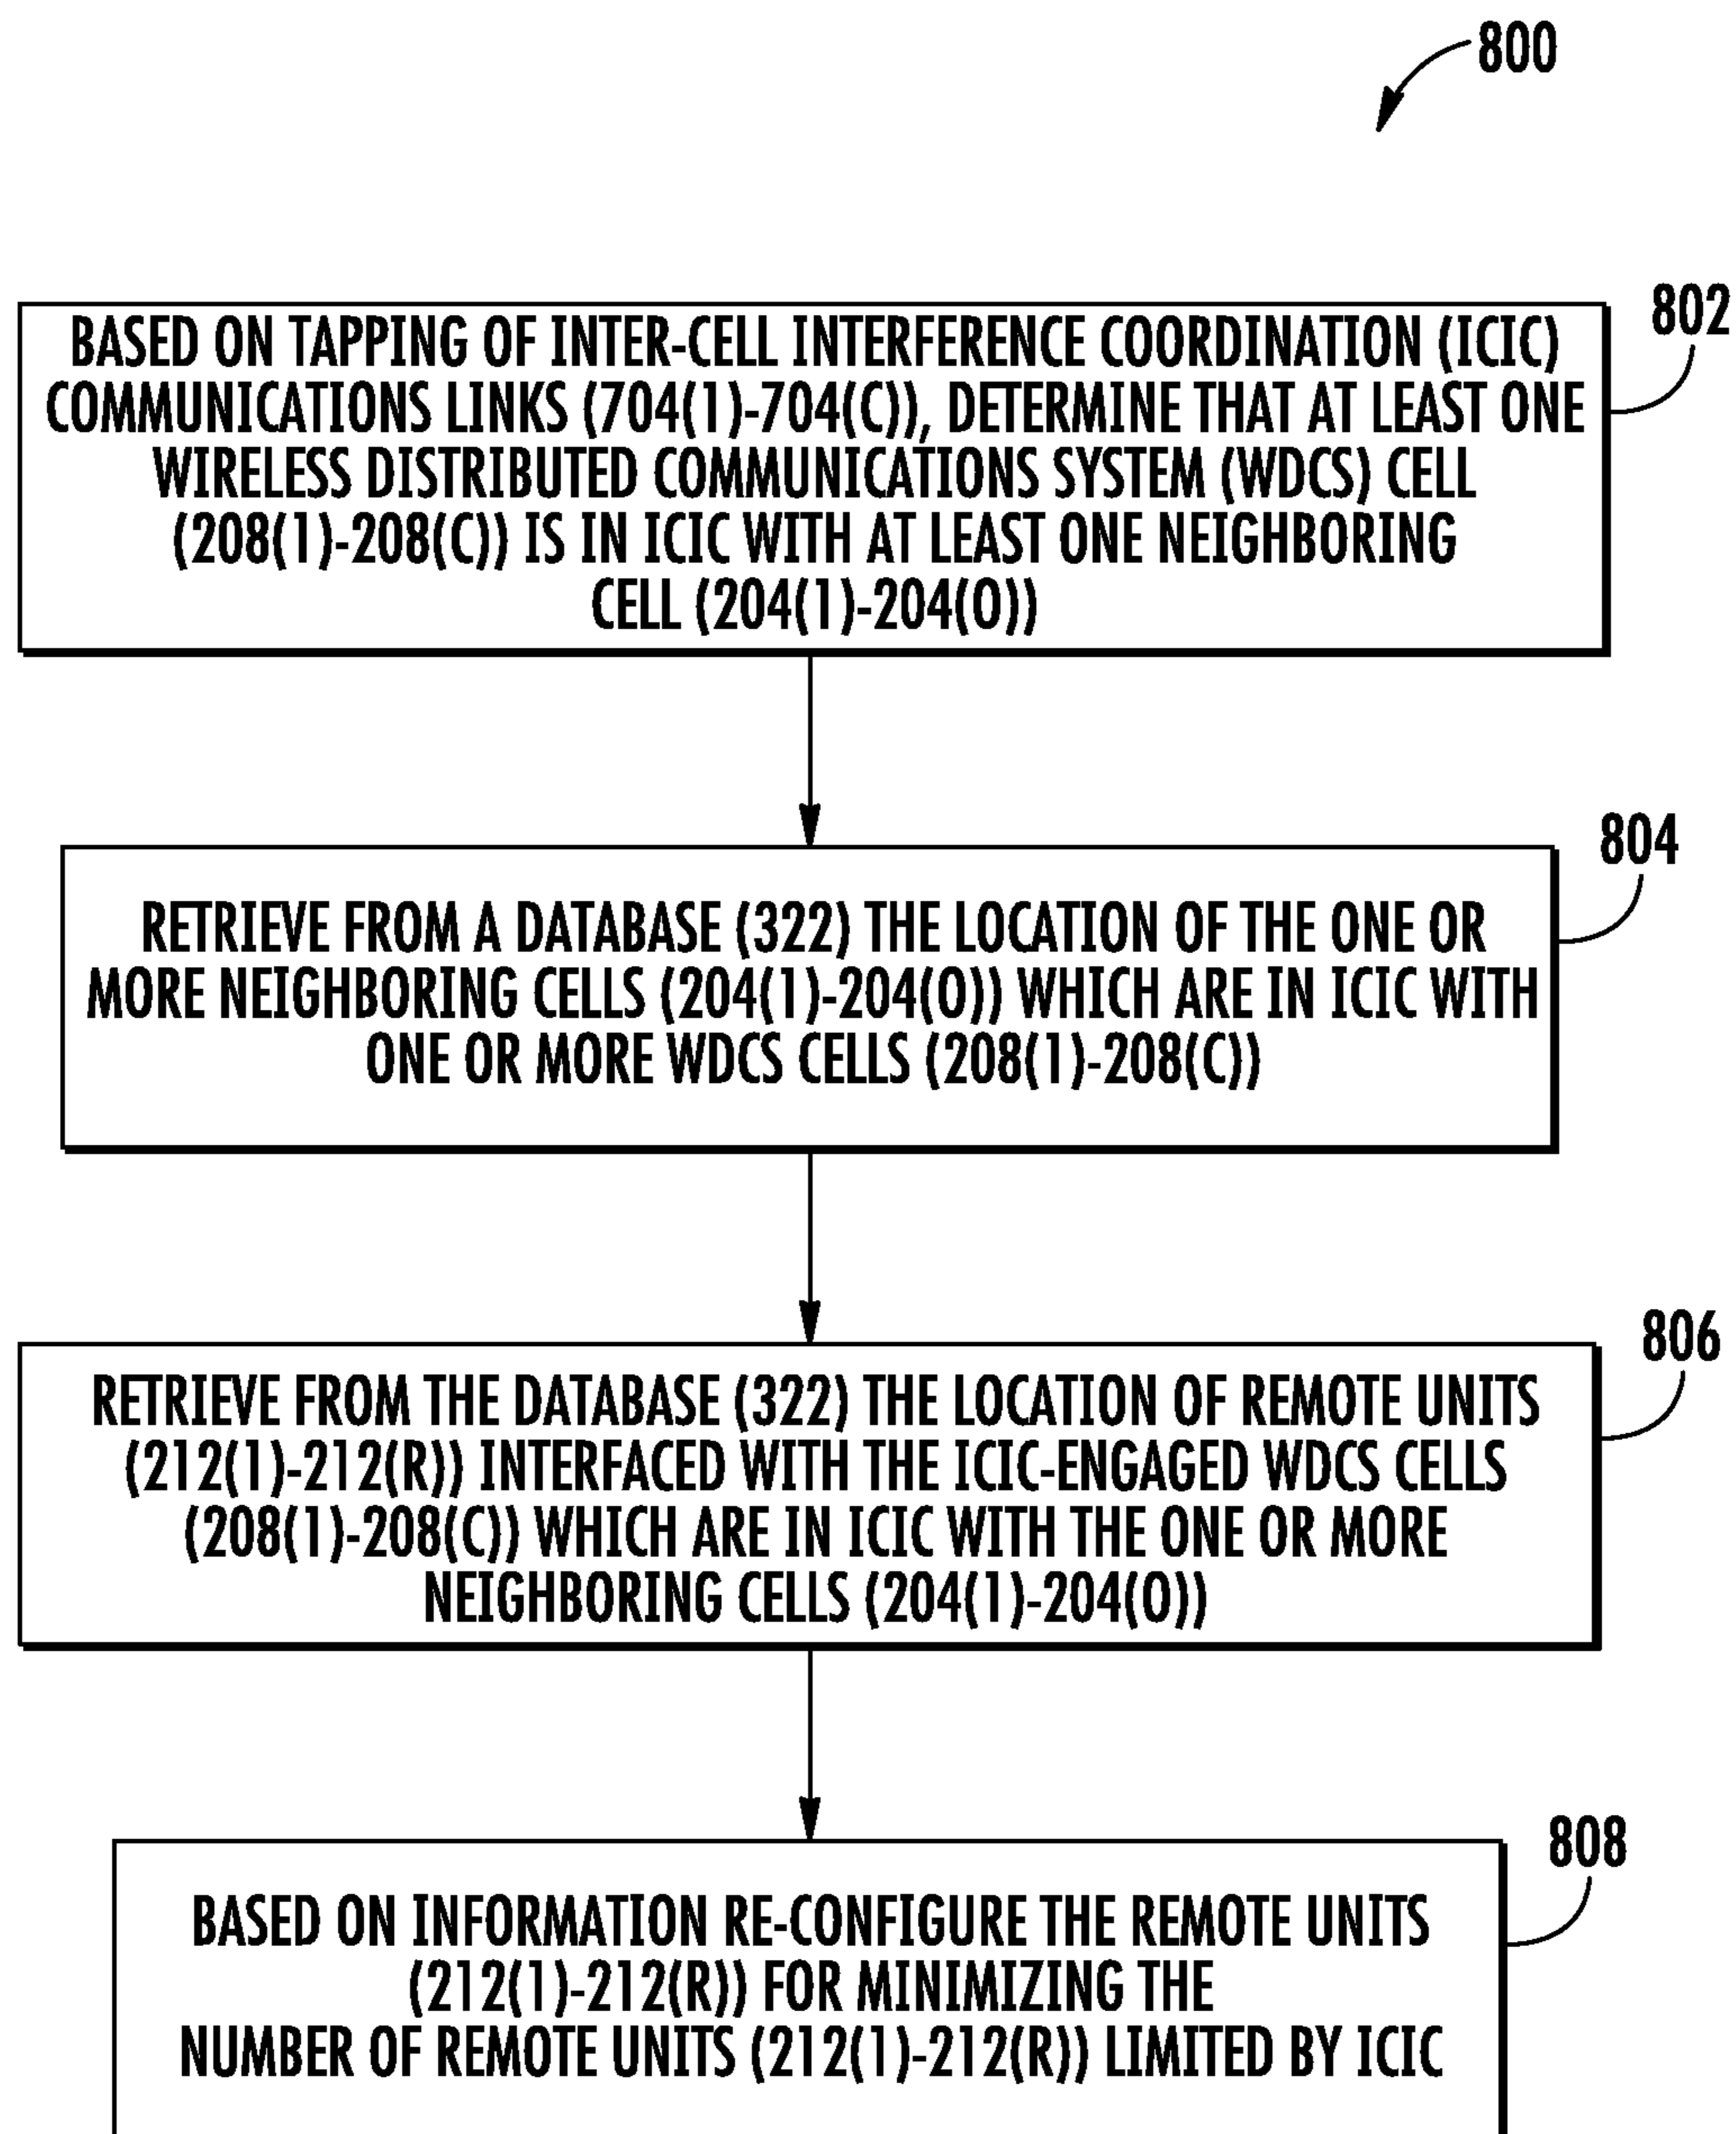 800
802
BASED ON TAPPING OF INTER-CELL INTERFERENCE COORDINATION (ICIC)
COMMUNICATIONS LINKS (704(1)-704(C)), DETERMINE THAT AT LEAST ONE
WIRELESS DISTRIBUTED COMMUNICATIONS SYSTEM (WDCS) CELL
(208(1)-208(C)) IS IN ICIC WITH AT LEAST ONE NEIGHBORING
CELL (204(1)-204(O))
804
RETRIEVE FROM A DATABASE (322) THE LOCATION OF THE ONE OR
MORE NEIGHBORING CELLS (204(1)-204(O)) WHICH ARE IN ICIC WITH
ONE OR MORE WDCS CELLS (208(1)-208(C))
806
RETRIEVE FROM THE DATABASE (322) THE LOCATION OF REMOTE UNITS
(212(1)-212(R)) INTERFACED WITH THE ICIC-ENGAGED WDCS CELLS
(208(1)-208(C)) WHICH ARE IN ICIC WITH THE ONE OR MORE
NEIGHBORING CELLS (204(1)-204(O))
808
BASED ON INFORMATION RE-CONFIGURE THE REMOTE UNITS
(212(1)-212(R)) FOR MINIMIZING THE
NUMBER OF REMOTE UNITS (212(1)-212(R)) LIMITED BY ICIC